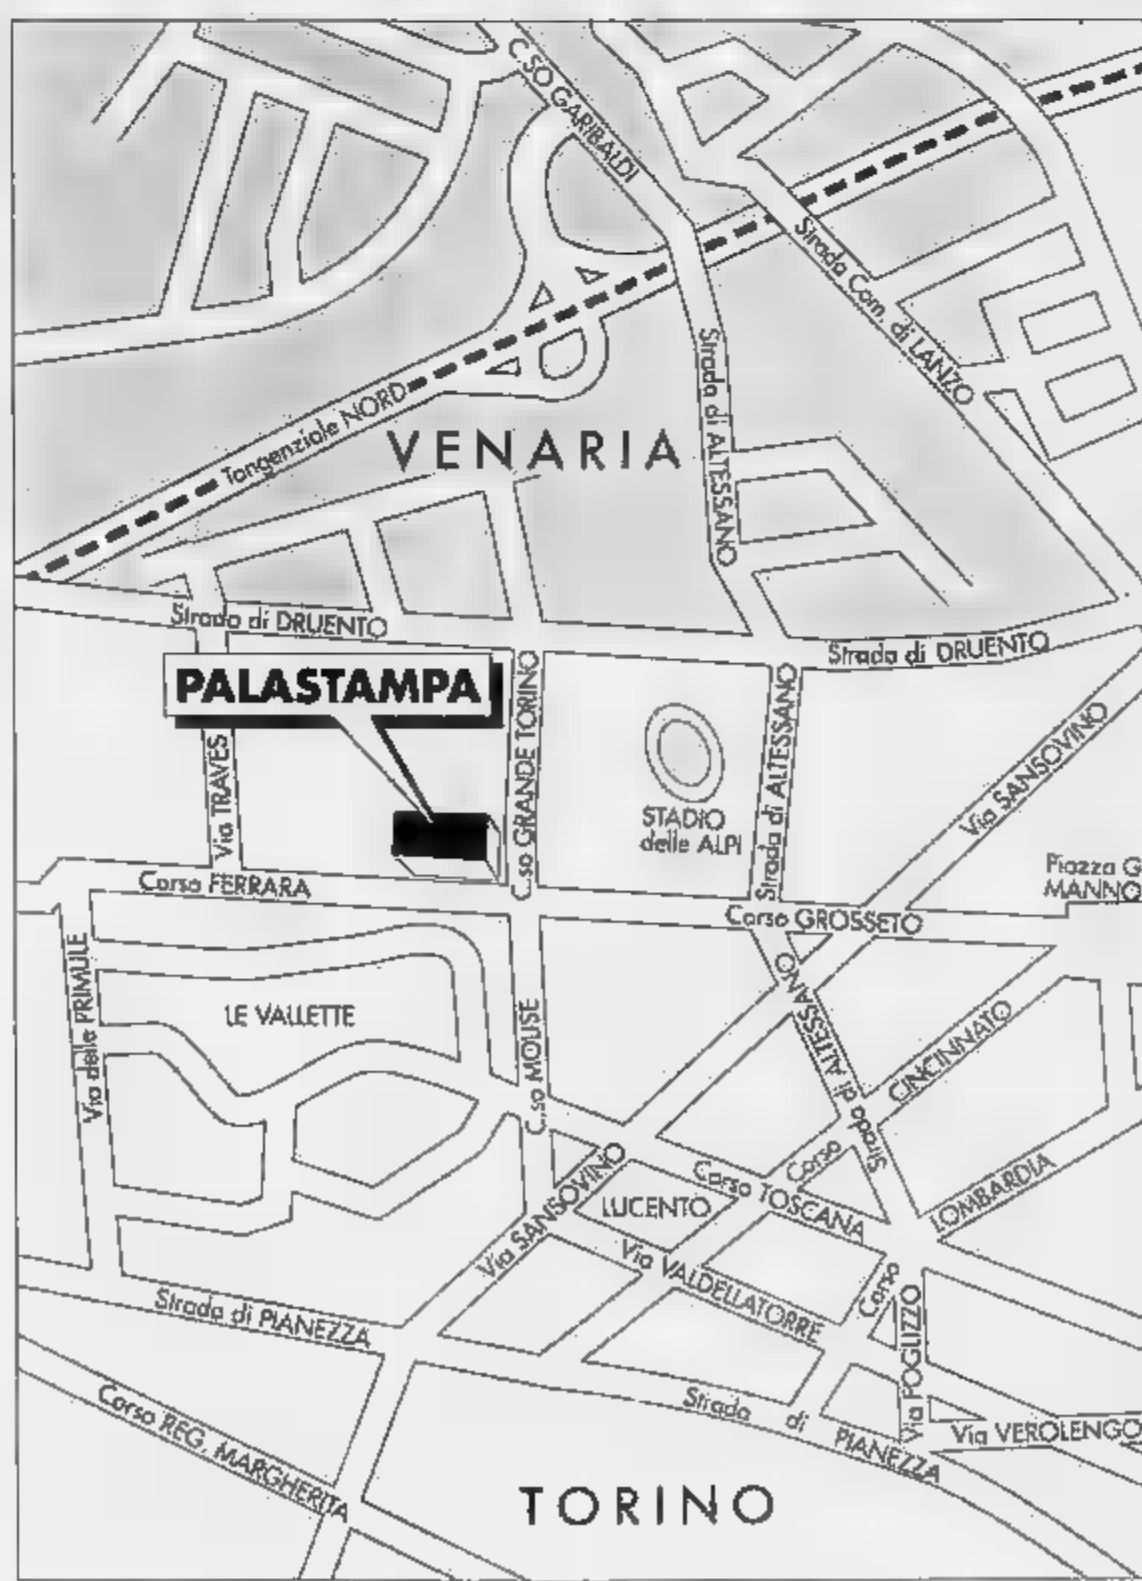 C.SO GARIBALDI
Strada Com. di LANZO
Tangenziale NORD
Strada di ALTESSANO
VENARIA
Strada di DRUENTO
Strada di DRUENTO
PALASTAMPA
Via TRAVES
C.so GRANDE TORINO
STADIO
delle ALPI
Strada di ALTESSANO
Via SANSOVINO
Corso FERRARA
Piazza G
MANNO
Corso GROSSETO
Via delle PRIMULE
LE VALLETTE
C.so MOLISE
Strada di ALTESSANO
Corso CINCINNATO
Via SANSOVINO
LUCENTO
Corso TOSCANA
Corso LOMBARDIA
Via VALDELLATORRE
Via FOGLIZZO
Strada di PIANEZZA
Corso REG. MARGHERITA
Strada di PIANEZZA
Via VEROLENGO
TORINO